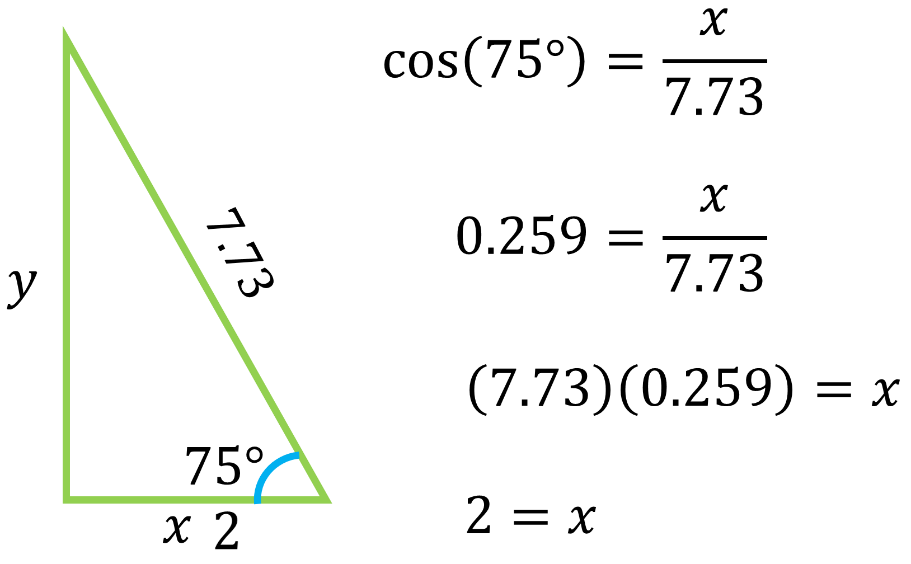 cos(75°) = x/7.73
0.259 = x/7.73
(7.73)(0.259) = x
2 = x
y
7.73
75°
x 2